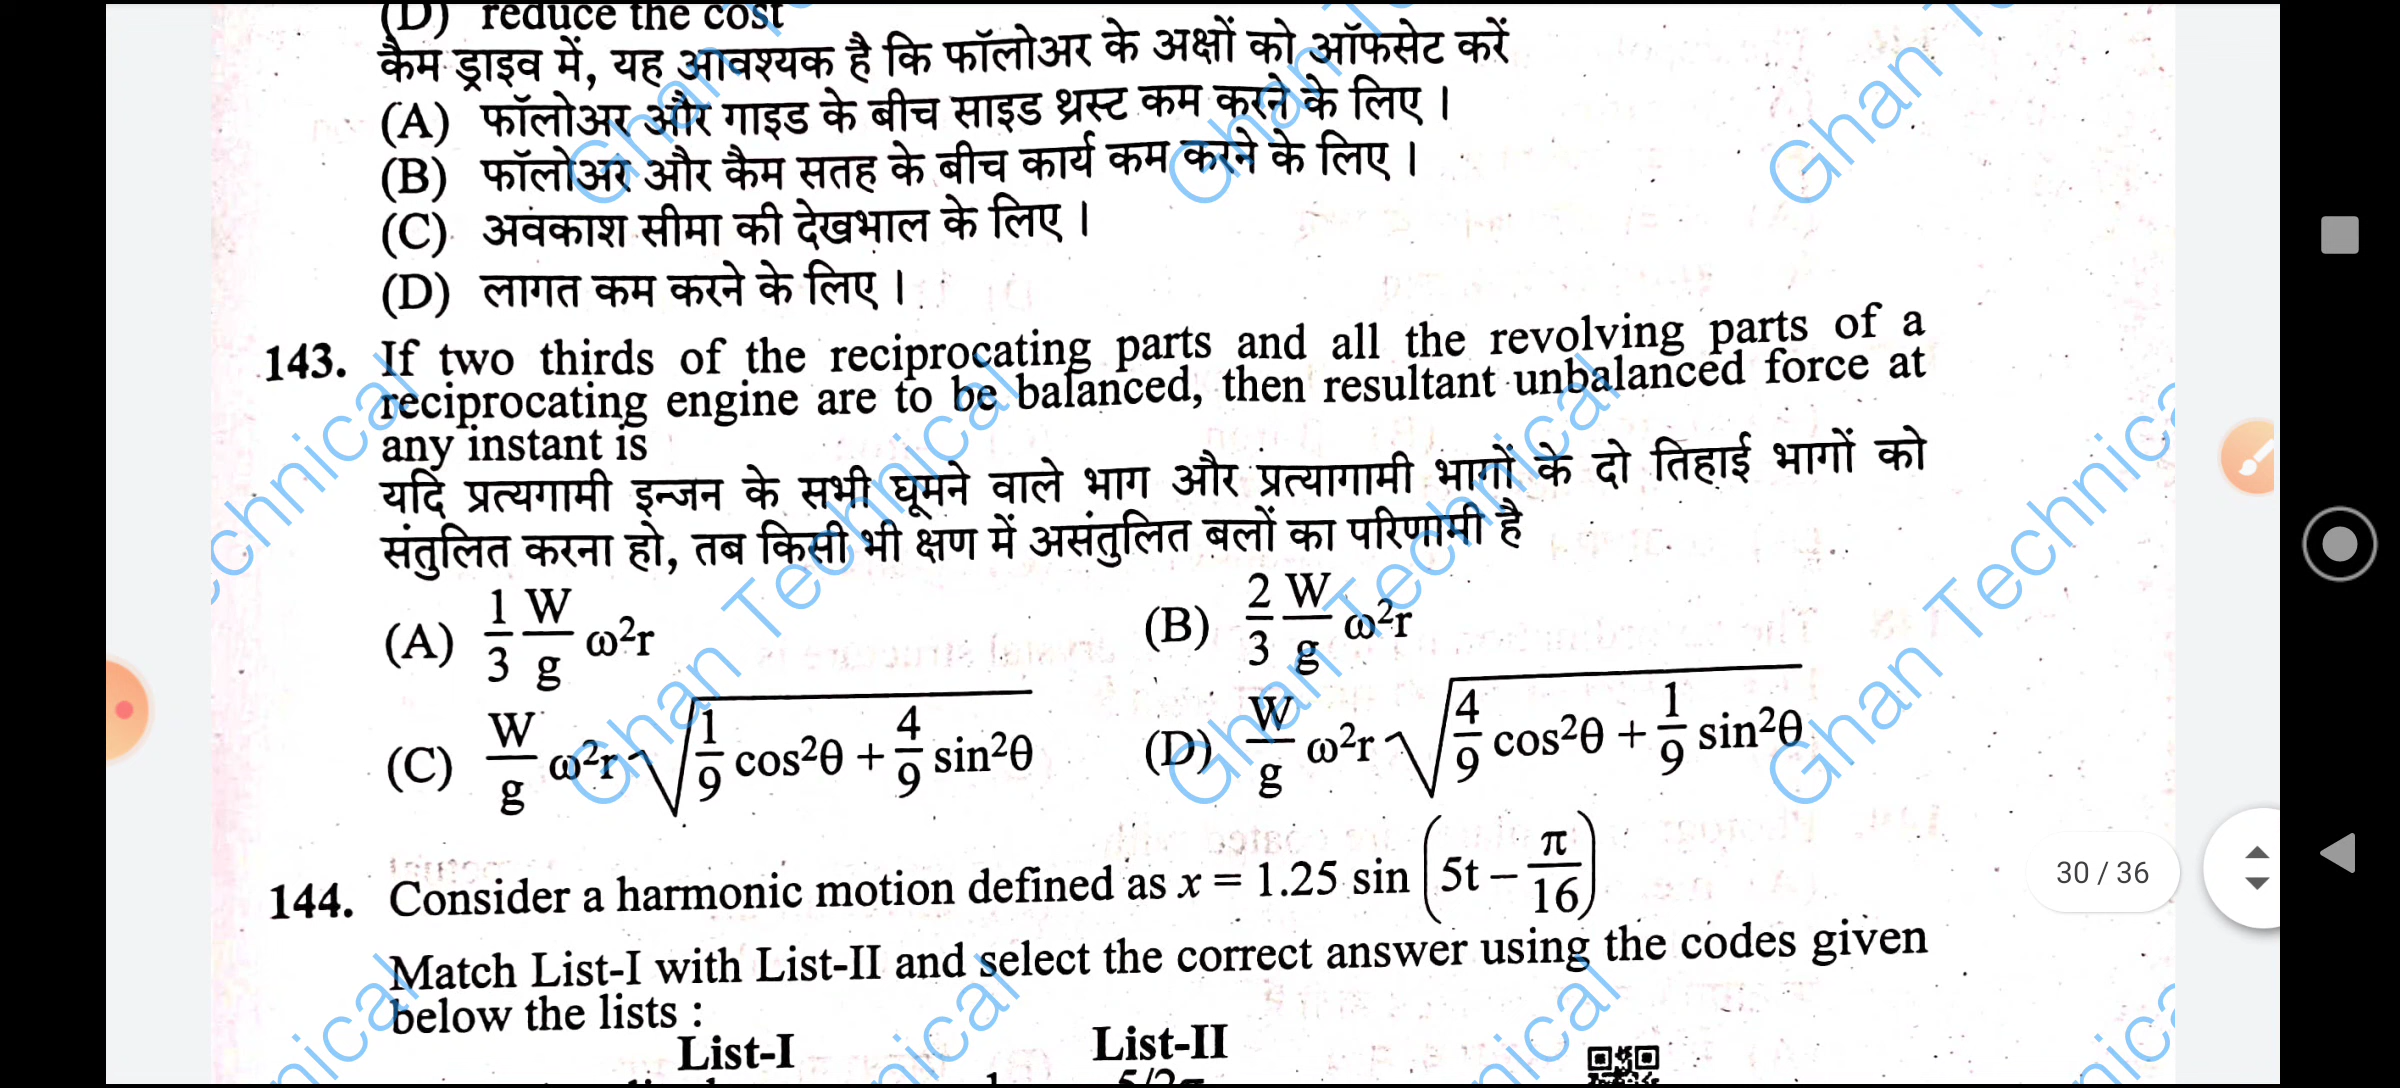 (D) reduce the cost
कैम ड्राइव में, यह आवश्यक है कि फॉलोअर के अक्षों को ऑफसेट करें
(A) फॉलोअर और गाइड के बीच साइड थ्रस्ट कम करने के लिए।
(B) फॉलोअर और कैम सतह के बीच कार्य कम करने के लिए।
(C) अवकाश सीमा की देखभाल के लिए।
(D) लागत कम करने के लिए।
143. If two thirds of the reciprocating parts and all the revolving parts of a
reciprocating engine are to be balanced, then resultant unbalanced force at
any instant is
यदि प्रत्यगामी इन्जन के सभी घूमने वाले भाग और प्रत्यागामी भागों के दो तिहाई भागों को
संतुलित करना हो, तब किसी भी क्षण में असंतुलित बलों का परिणामी है
(A) 1/3 W/g ω²r (B) 2/3 W/g ω²r
(C) W/g ω²r √(1/9 cos²θ + 4/9 sin²θ) (D) W/g ω²r √(4/9 cos²θ + 1/9 sin²θ)
144. Consider a harmonic motion defined as x = 1.25 sin (5t – π/16)
30 / 36
Match List-I with List-II and select the correct answer using the codes given
below the lists :
List-I List-II
Ghan Technical